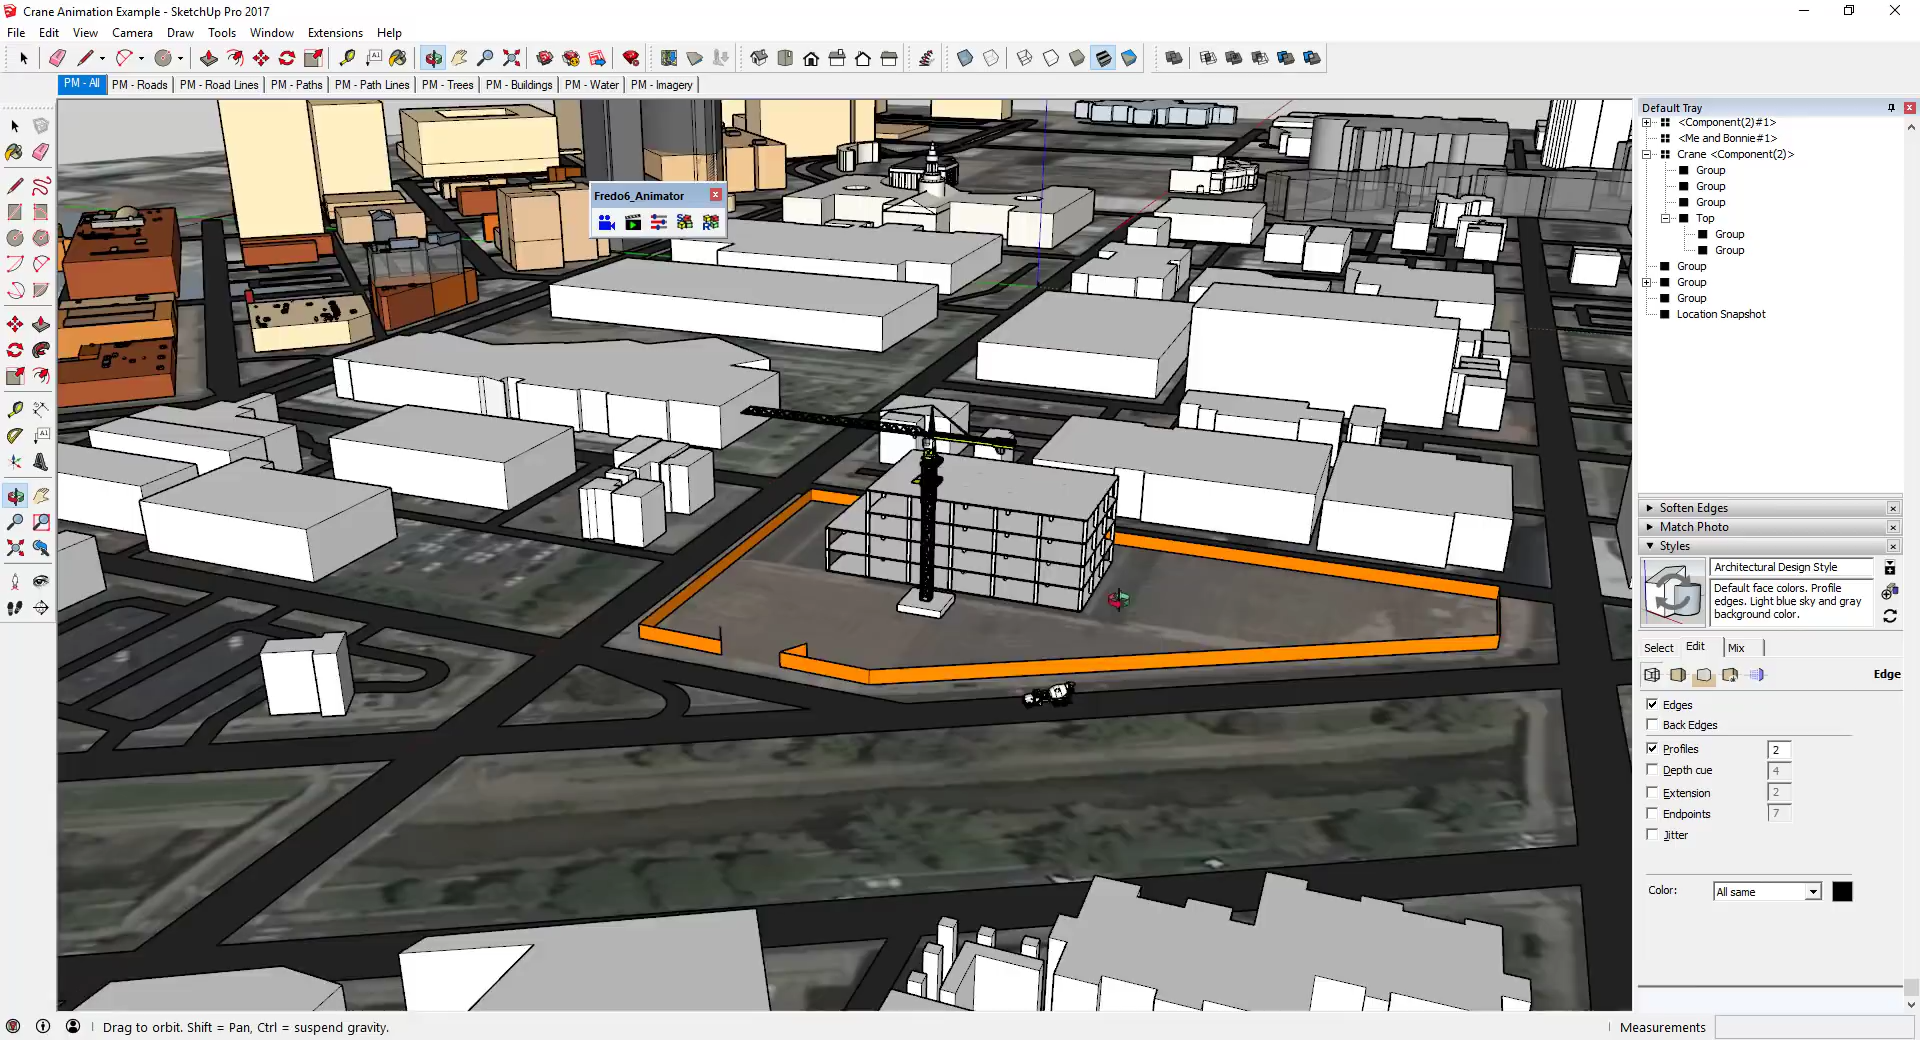 Crane Animation Example - SketchUp Pro 2017
File Edit View Camera Draw Tools Window Extensions Help
PM - All PM - Roads PM - Road Lines PM - Paths PM - Path Lines PM - Trees PM - Buildings PM - Water PM - Imagery
Fredo6_Animator
Default Tray
<Component(2)#1>
<Me and Bonnie#1>
Crane <Component(2)>
Group
Group
Group
Top
Group
Group
Group
Group
Group
Location Snapshot
Soften Edges
Match Photo
Styles
Architectural Design Style
Default face colors. Profile
edges. Light blue sky and gray
background color.
Select Edit Mix
Edge
Edges
Back Edges
Profiles 2
Depth cue 4
Extension 2
Endpoints 7
Jitter
Color: All same
Drag to orbit. Shift = Pan, Ctrl = suspend gravity.
Measurements